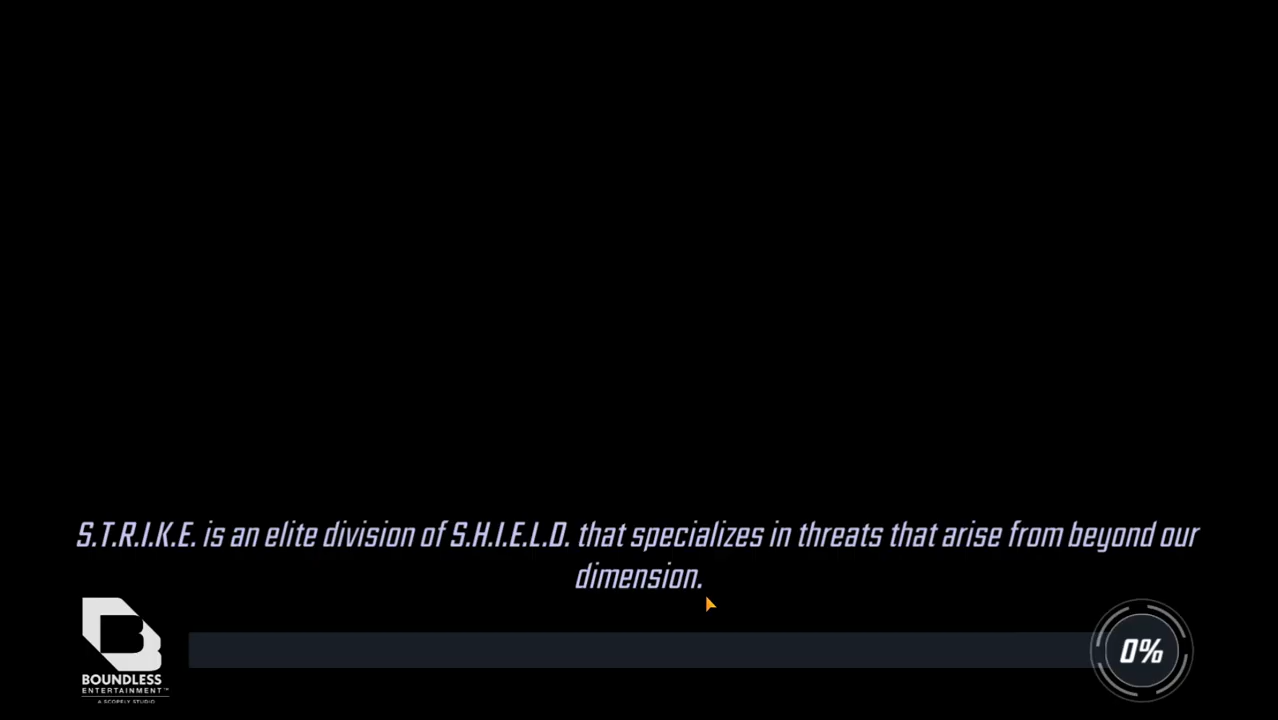 S.T.R.I.K.E. is an elite division of S.H.I.E.L.D. that specializes in threats that arise from beyond our
dimension.
0%
BOUNDLESS
ENTERTAINMENT™
A SCOPELY STUDIO